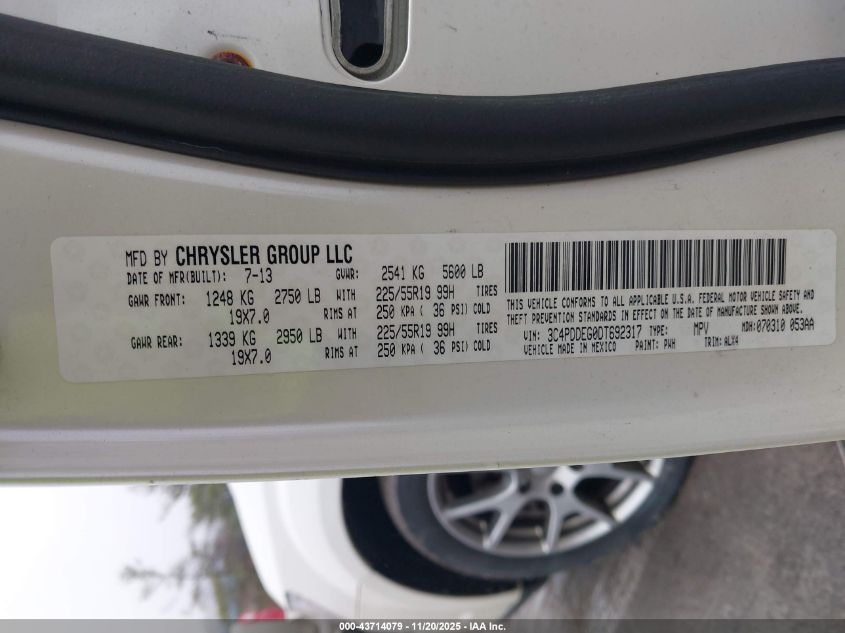 MFD BY CHRYSLER GROUP LLC
DATE OF MFR(BUILT): 7-13 GVWR: 2541 KG 5600 LB
GAWR FRONT: 1248 KG 2750 LB WITH 225/55R19 99H TIRES
19X7.0 RIMS AT 250 KPA ( 36 PSI) COLD
GAWR REAR: 1339 KG 2950 LB WITH 225/55R19 99H TIRES
19X7.0 RIMS AT 250 KPA ( 36 PSI) COLD
THIS VEHICLE CONFORMS TO ALL APPLICABLE U.S.A. FEDERAL MOTOR VEHICLE SAFETY AND
THEFT PREVENTION STANDARDS IN EFFECT ON THE DATE OF MANUFACTURE SHOWN ABOVE.
VIN: 3C4PDDEG0DT692317 TYPE: MPV MDH:070310 053AA
VEHICLE MADE IN MEXICO PAINT: PWH TRIM: ALX4
000-43714079 - 11/20/2025 - IAA Inc.